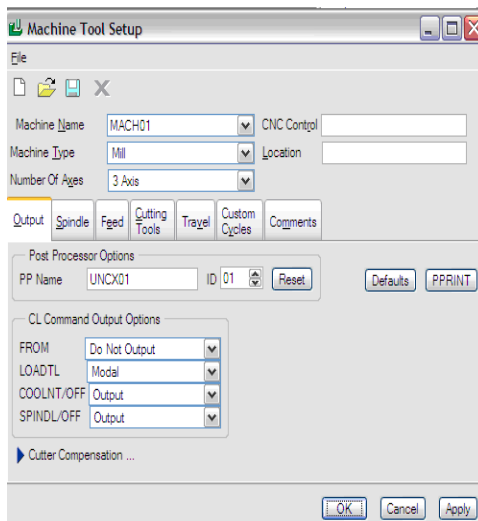 Machine Tool Setup
File
Machine Name MACH01 CNC Control
Machine Type Mill Location
Number Of Axes 3 Axis
Output Spindle Feed Cutting Tools Travel Custom Cycles Comments
Post Processor Options
PP Name UNCX01 ID 01 Reset Defaults PPRINT
CL Command Output Options
FROM Do Not Output
LOADTL Modal
COOLNT/OFF Output
SPINDL/OFF Output
Cutter Compensation ...
OK Cancel Apply